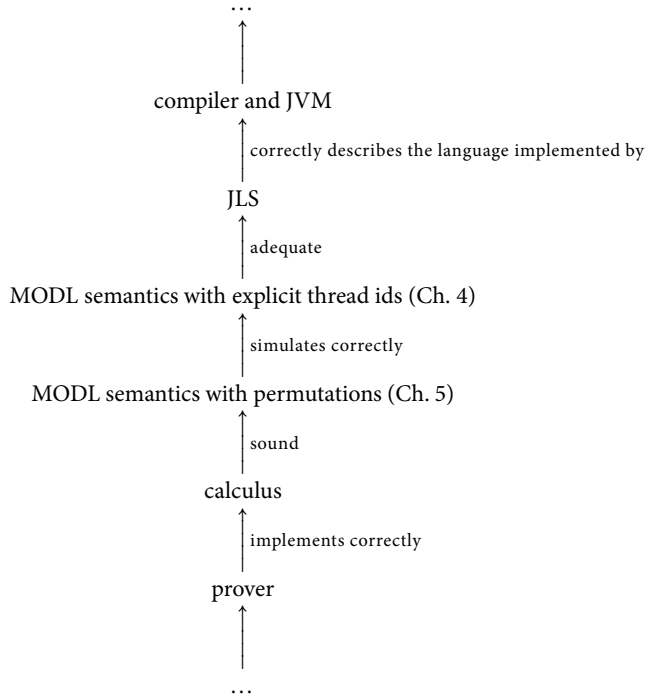 ...
compiler and JVM
correctly describes the language implemented by
JLS
adequate
MODL semantics with explicit thread ids (Ch. 4)
simulates correctly
MODL semantics with permutations (Ch. 5)
sound
calculus
implements correctly
prover
...